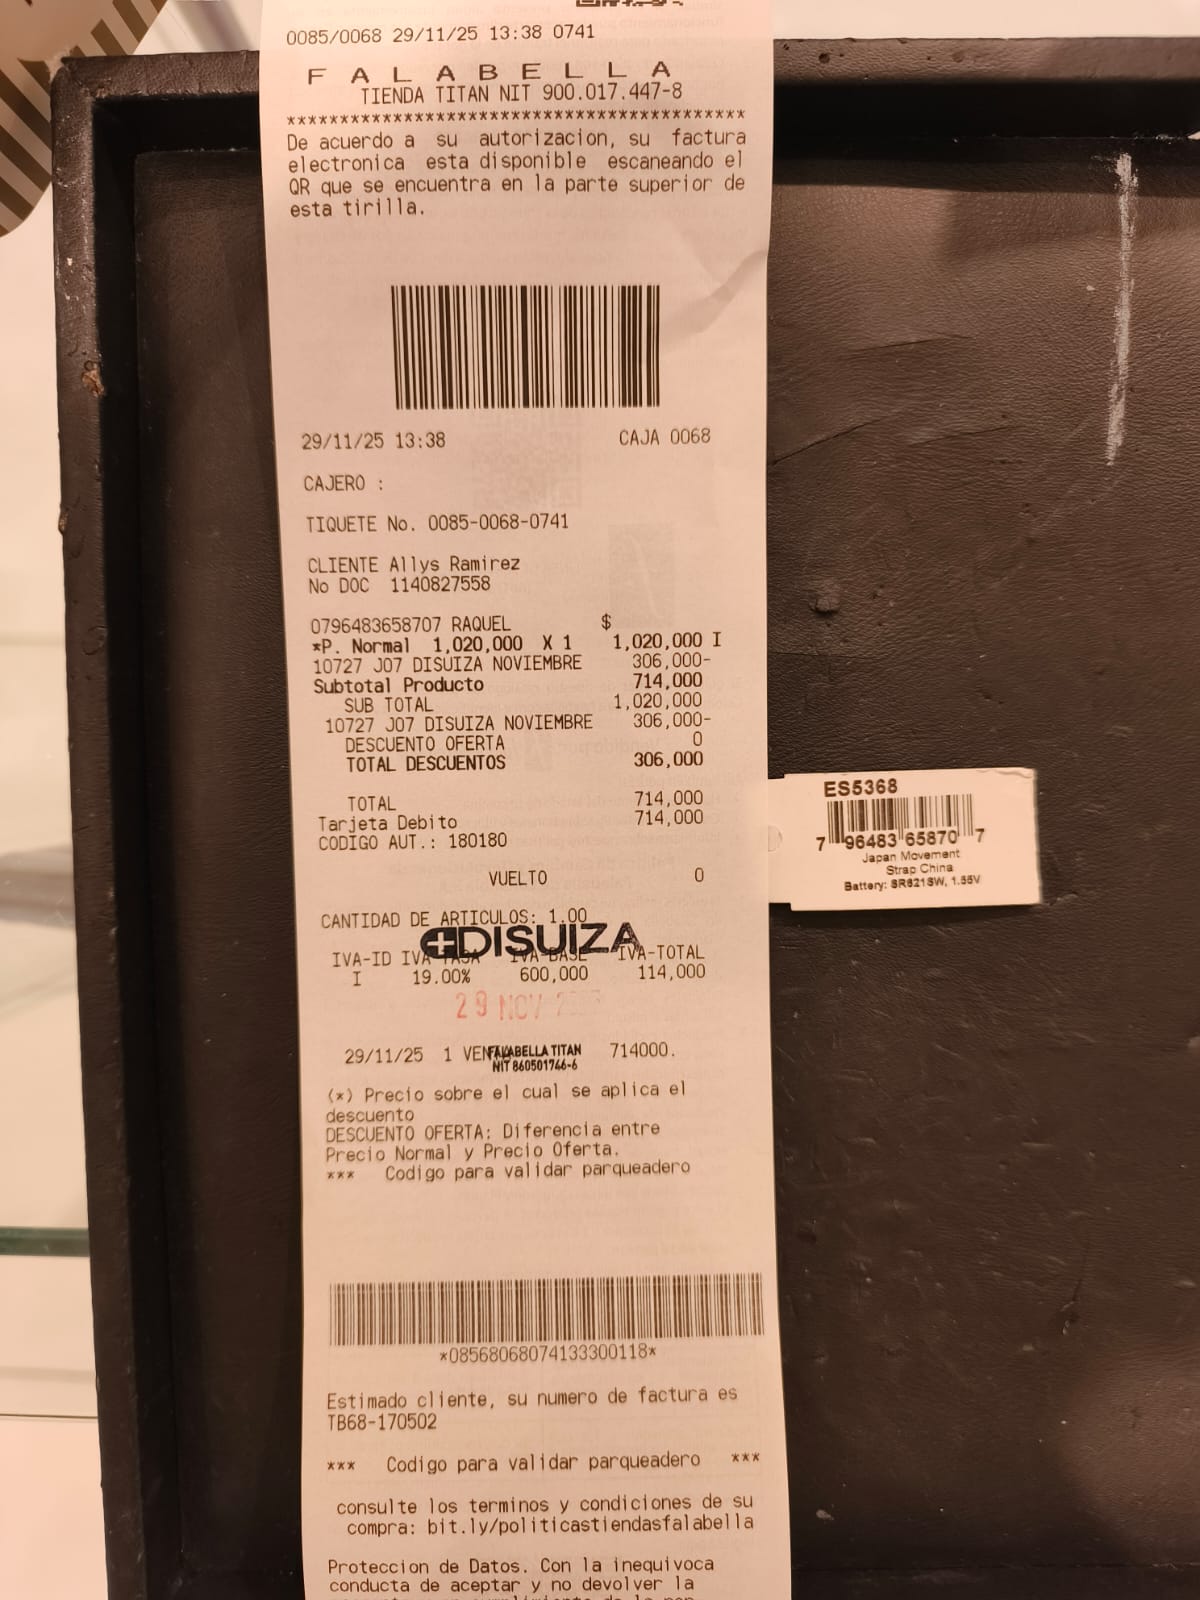 0085/0068 29/11/25 13:38 0741
F A L A B E L L A
TIENDA TITAN NIT 900.017.447-8
******************************************
De acuerdo a su autorizacion, su factura
electronica esta disponible escaneando el
QR que se encuentra en la parte superior de
esta tirilla.
29/11/25 13:38 CAJA 0068
CAJERO :
TIQUETE No. 0085-0068-0741
CLIENTE Allys Ramirez
No DOC 1140827558
0796483658707 RAQUEL $
*P. Normal 1,020,000 X 1 1,020,000 I
10727 J07 DISUIZA NOVIEMBRE 306,000-
Subtotal Producto 714,000
SUB TOTAL 1,020,000
10727 J07 DISUIZA NOVIEMBRE 306,000-
DESCUENTO OFERTA 0
TOTAL DESCUENTOS 306,000
TOTAL 714,000
Tarjeta Debito 714,000
CODIGO AUT.: 180180
VUELTO 0
CANTIDAD DE ARTICULOS: 1.00
DISUIZA
IVA-ID IVA-TASA IVA-BASE IVA-TOTAL
I 19.00% 600,000 114,000
29 NOV
29/11/25 1 714000.
FALABELLA TITAN
NIT 860501746-6
(*) Precio sobre el cual se aplica el
descuento
DESCUENTO OFERTA: Diferencia entre
Precio Normal y Precio Oferta.
*** Codigo para validar parqueadero
*08568068074133300118*
Estimado cliente, su numero de factura es
TB68-170502
*** Codigo para validar parqueadero ***
consulte los terminos y condiciones de su
compra: bit.ly/politicastiendasfalabella
Proteccion de Datos. Con la inequivoca
conducta de aceptar y no devolver la
ES5368
7 96483 65870 7
Japan Movement
Strap China
Battery: SR621SW, 1.55V